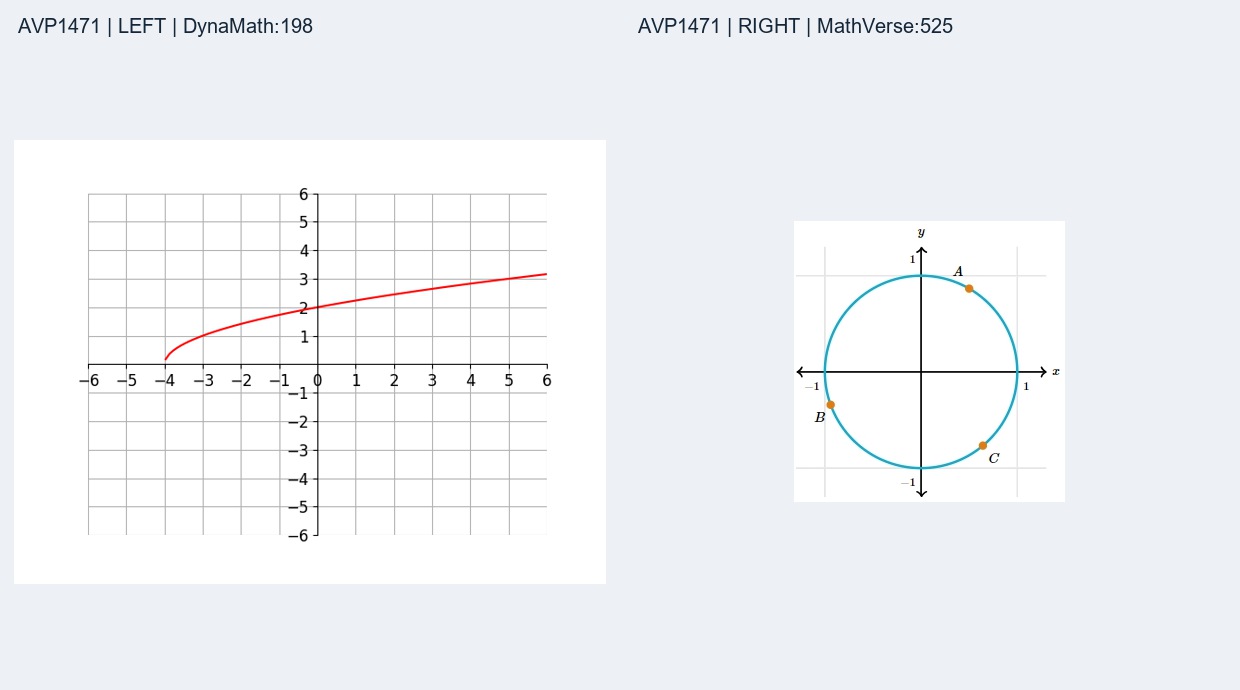 AVP1471 | LEFT | DynaMath:198
AVP1471 | RIGHT | MathVerse:525
6
5
4
3
2
1
−6 −5 −4 −3 −2 −1 0 1 2 3 4 5 6
−1
−2
−3
−4
−5
−6
y
1
A
x
−1
1
B
C
−1